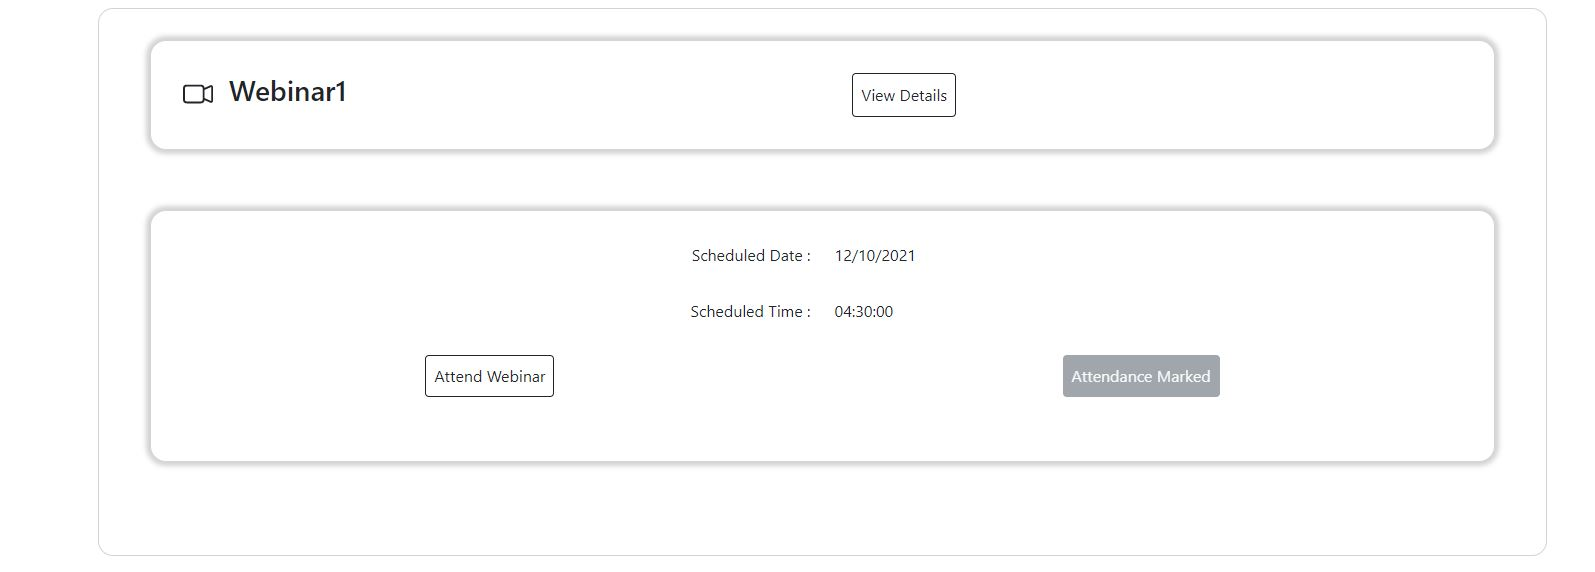 Webinar1
View Details
Scheduled Date : 12/10/2021
Scheduled Time : 04:30:00
Attend Webinar
Attendance Marked